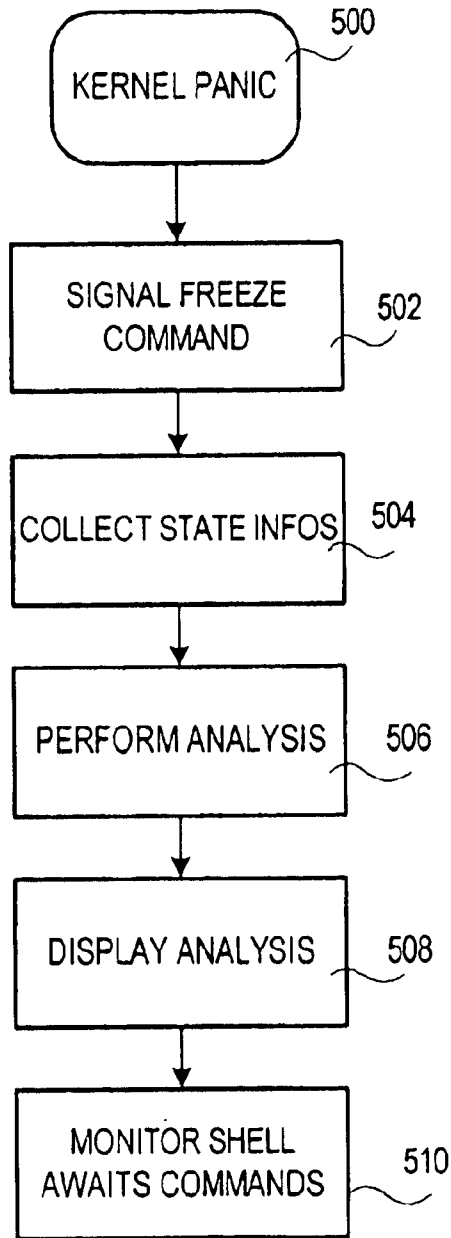 500
KERNEL PANIC
SIGNAL FREEZE
COMMAND
502
COLLECT STATE INFOS
504
PERFORM ANALYSIS
506
DISPLAY ANALYSIS
508
MONITOR SHELL
AWAITS COMMANDS
510